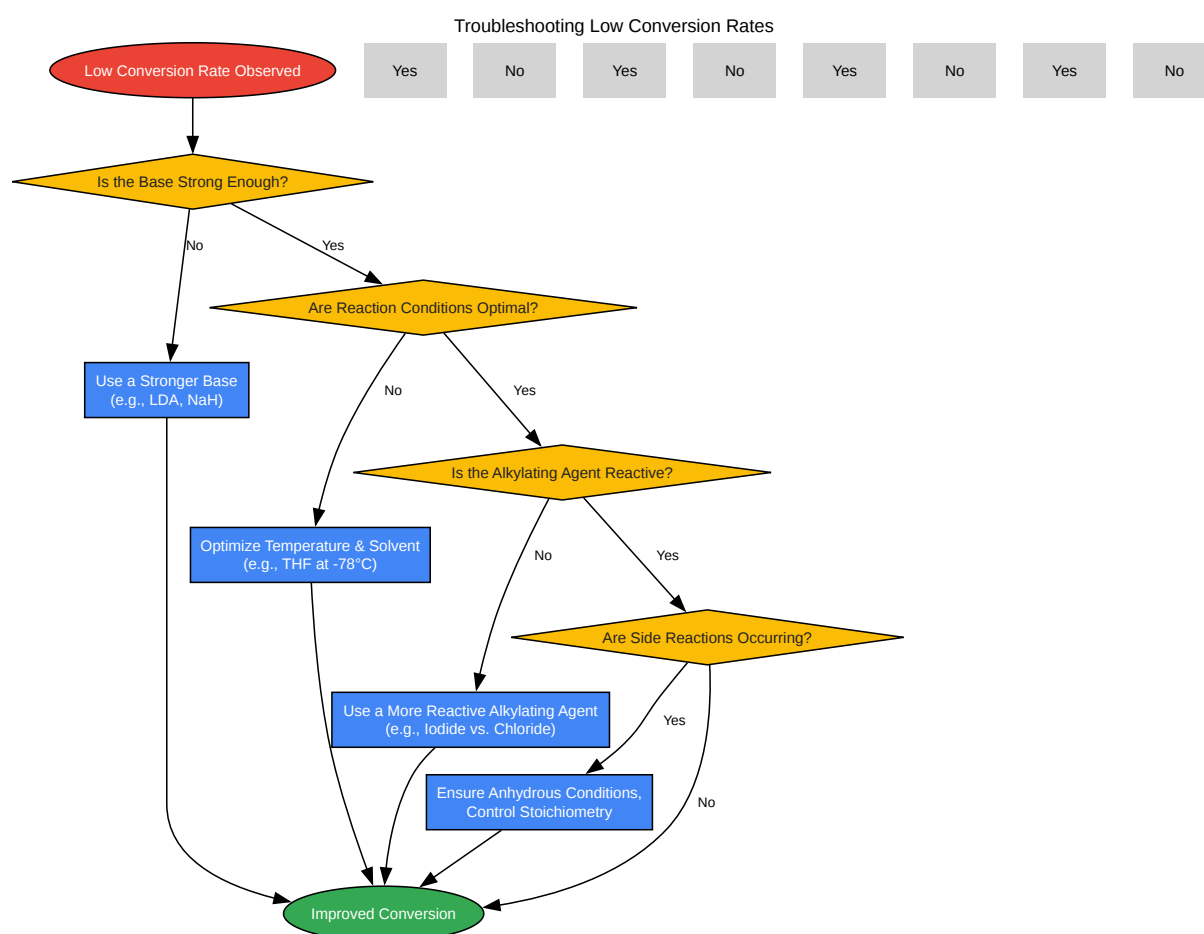 Troubleshooting Low Conversion Rates
Low Conversion Rate Observed
Yes
No
Yes
No
Yes
No
Yes
No
Is the Base Strong Enough?
No
Yes
Are Reaction Conditions Optimal?
Use a Stronger Base
(e.g., LDA, NaH)
No
Yes
Is the Alkylating Agent Reactive?
Optimize Temperature & Solvent
(e.g., THF at -78°C)
No
Yes
Are Side Reactions Occurring?
Use a More Reactive Alkylating Agent
(e.g., Iodide vs. Chloride)
Yes
Ensure Anhydrous Conditions,
Control Stoichiometry
No
Improved Conversion